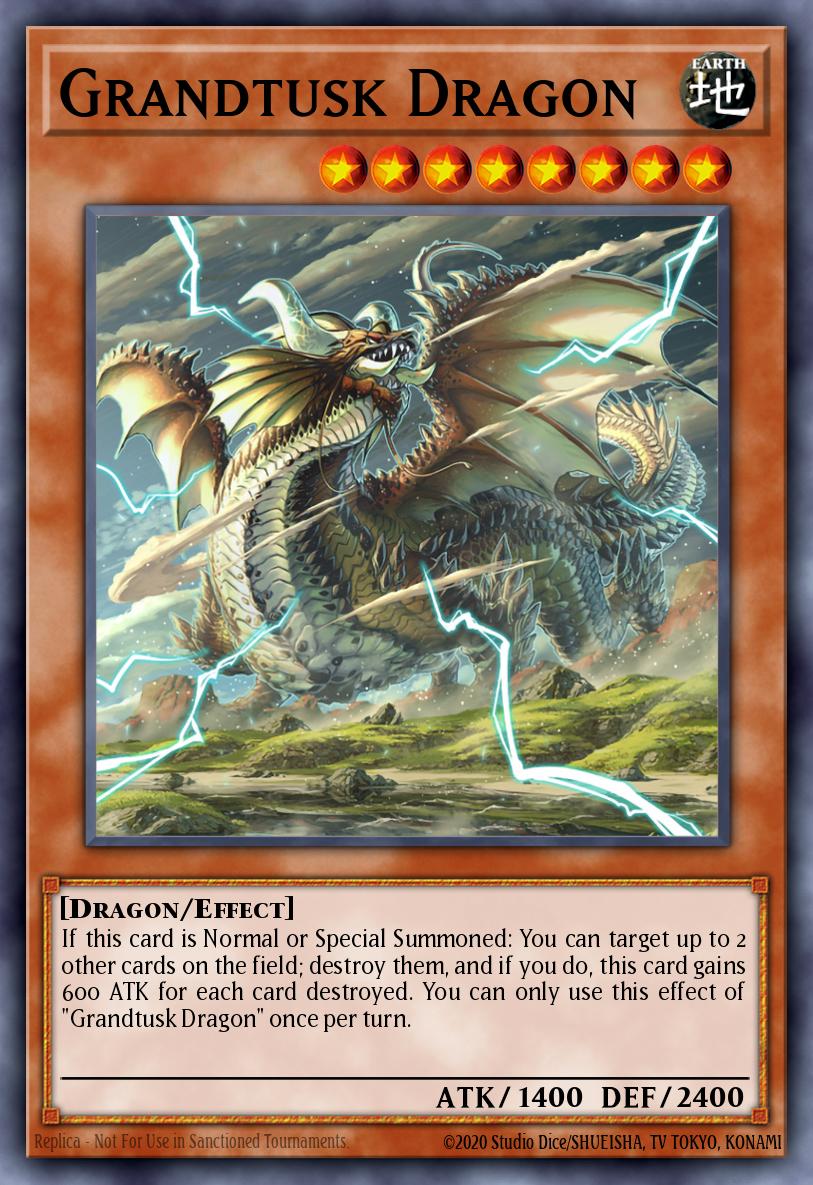 Grandtusk Dragon
EARTH
地
[Dragon/Effect]
If this card is Normal or Special Summoned: You can target up to 2
other cards on the field; destroy them, and if you do, this card gains
600 ATK for each card destroyed. You can only use this effect of
"Grandtusk Dragon" once per turn.
ATK/1400 DEF/2400
Replica - Not For Use in Sanctioned Tournaments.
©2020 Studio Dice/SHUEISHA, TV TOKYO, KONAMI